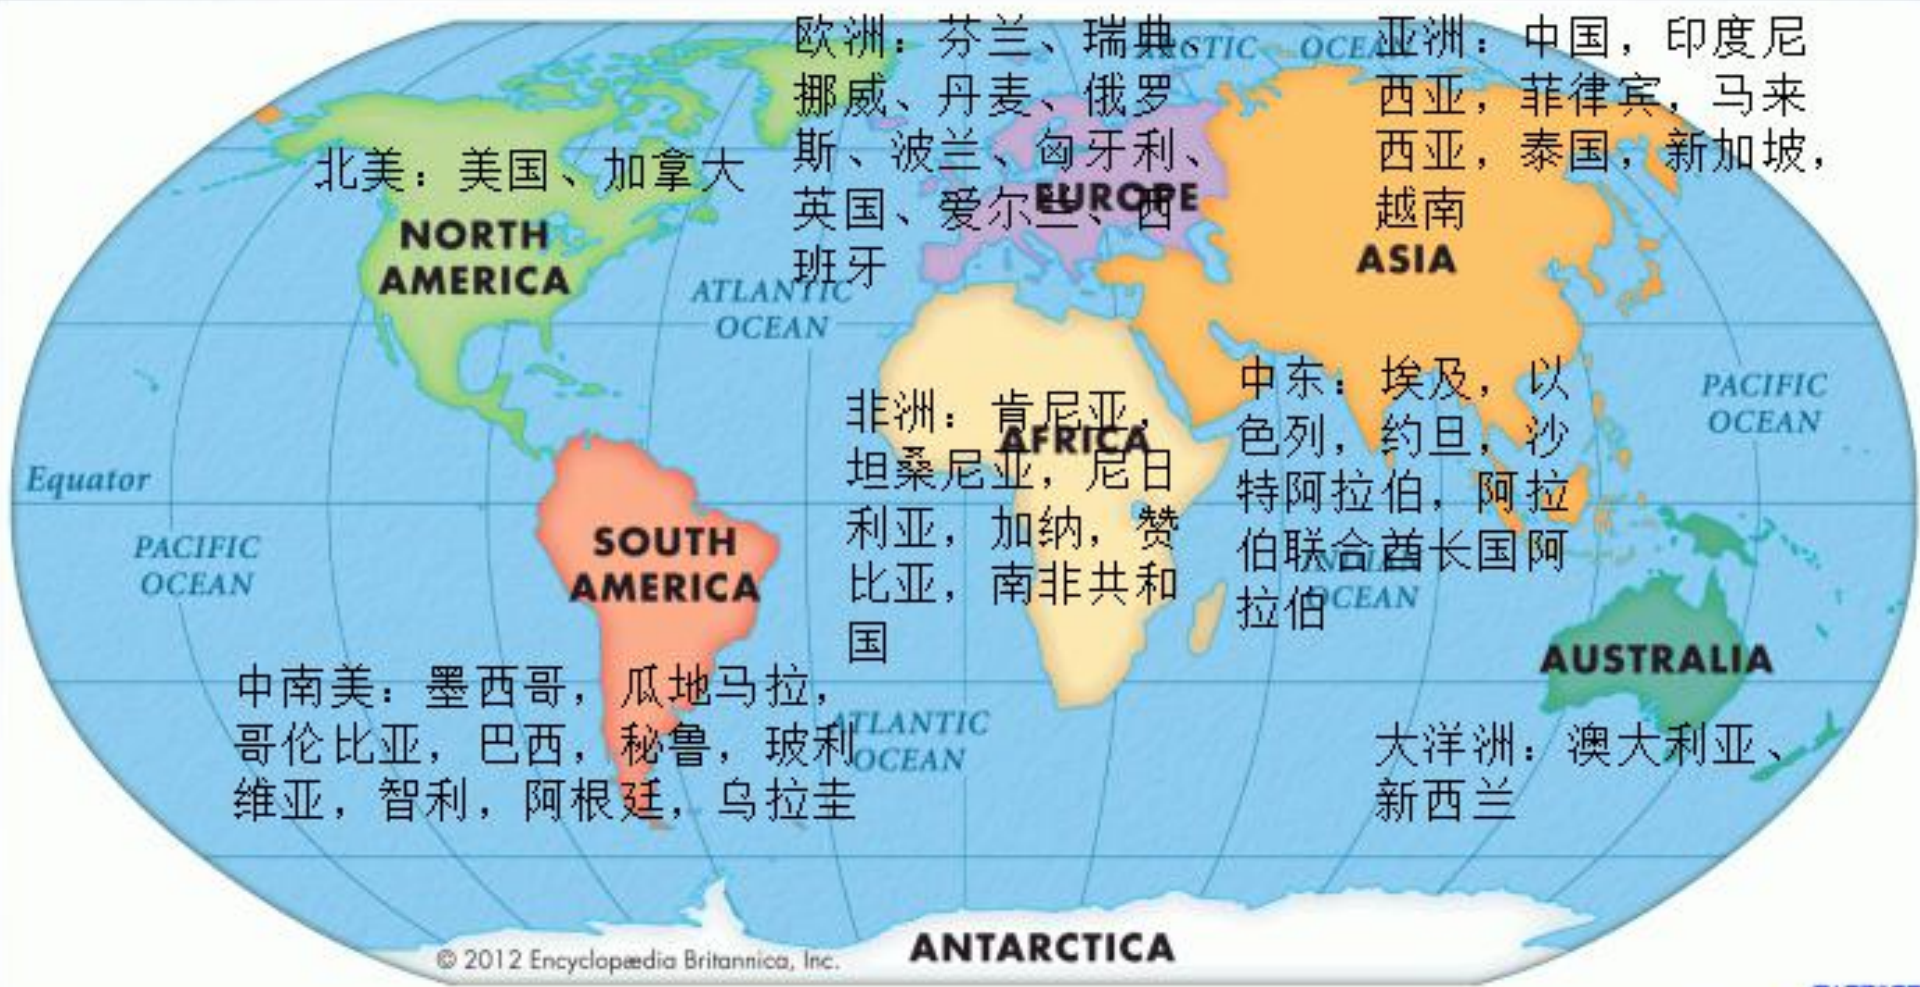 欧洲：芬兰、瑞典、
挪威、丹麦、俄罗
斯、波兰、匈牙利、
英国、爱尔兰、西
班牙
ARCTIC OCEAN
亚洲：中国，印度尼
西亚，菲律宾，马来
西亚，泰国，新加坡，
越南
北美：美国、加拿大
NORTH
AMERICA
EUROPE
ASIA
ATLANTIC
OCEAN
非洲：肯尼亚，
坦桑尼亚，尼日
利亚，加纳，赞
比亚，南非共和
国
AFRICA
中东：埃及，以
色列，约旦，沙
特阿拉伯，阿拉
伯联合酋长国阿
拉伯
PACIFIC
OCEAN
Equator
PACIFIC
OCEAN
SOUTH
AMERICA
INDIAN
OCEAN
AUSTRALIA
中南美：墨西哥，瓜地马拉，
哥伦比亚，巴西，秘鲁，玻利
维亚，智利，阿根廷，乌拉圭
ATLANTIC
OCEAN
大洋洲：澳大利亚、
新西兰
ANTARCTICA
© 2012 Encyclopædia Britannica, Inc.